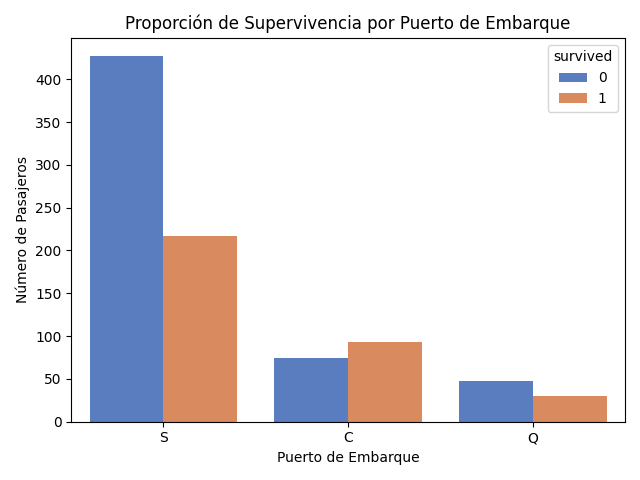 Proporción de Supervivencia por Puerto de Embarque
survived
0
1
400
350
300
250
200
150
100
50
0
Número de Pasajeros
S
C
Q
Puerto de Embarque